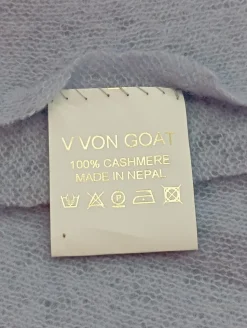 V VON GOAT
100% CASHMERE
MADE IN NEPAL